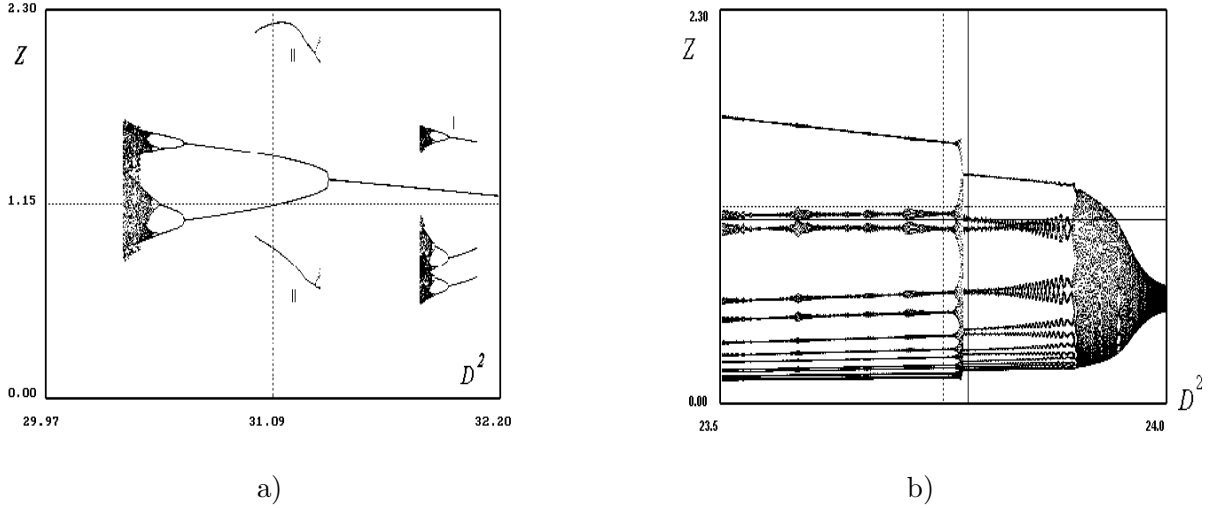 2.30
Z
II
I
1.15
II
D²
0.00
29.97
31.09
32.20
a)
2.30
Z
0.00
D²
23.5
24.0
b)